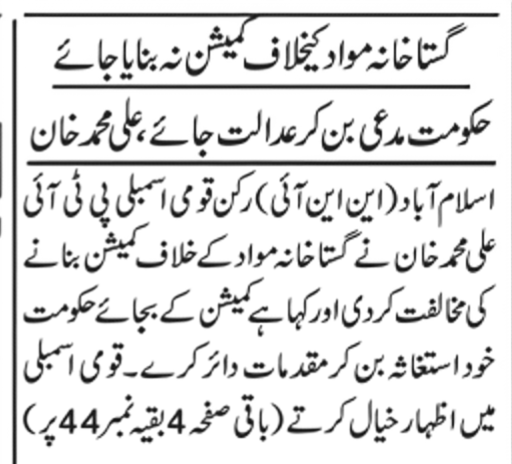 گستاخانہ مواد کیخلاف کمیشن نہ بنایا جائے
حکومت مدعی بن کر عدالت جائے، علی محمد خان
اسلام آباد (این این آئی) رکن قومی اسمبلی پی ٹی آئی
علی محمد خان نے گستاخانہ مواد کے خلاف کمیشن بنانے
کی مخالفت کر دی اور کہا ہے کمیشن کے بجائے حکومت
خود استغاثہ بن کر مقدمات دائر کرے۔ قومی اسمبلی
میں اظہار خیال کرتے (باقی صفحہ 4 بقیہ نمبر 44 پر)